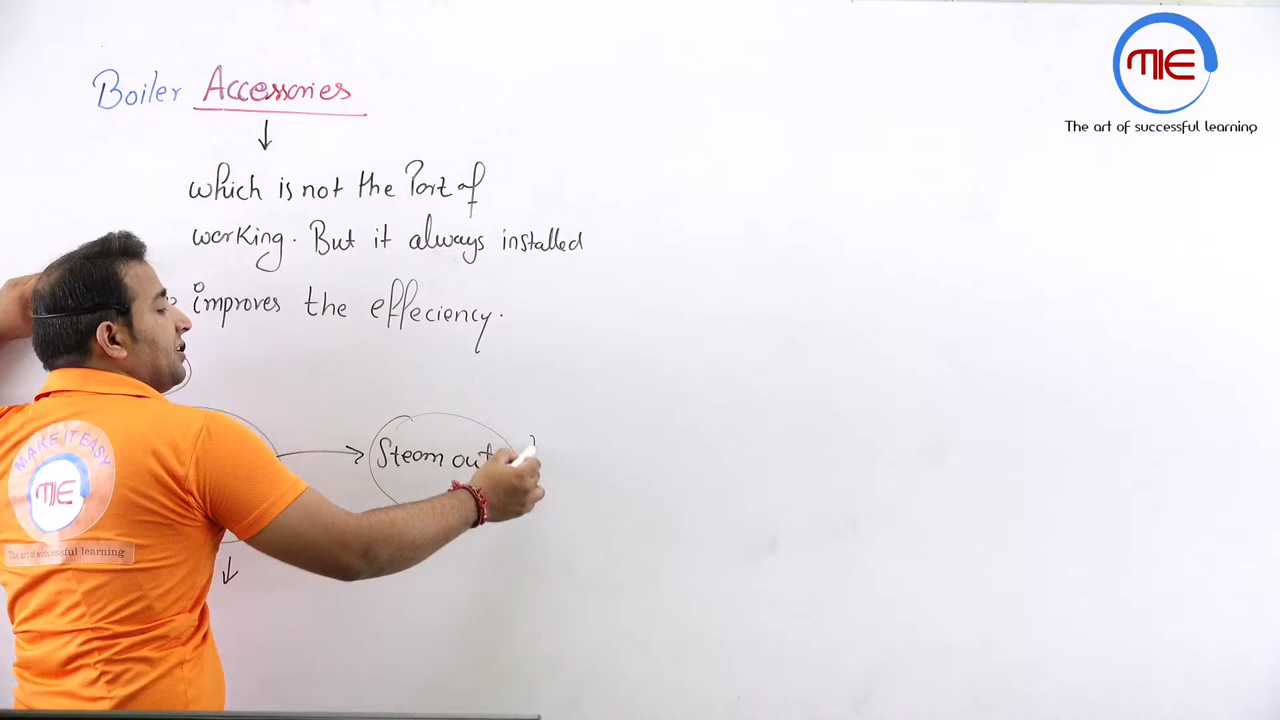 MIE
The art of successful learning
Boiler Accessories
which is not the Part of
working. But it always installed
improves the effeciency.
Steam out
MAKE IT EASY
MIE
The art of successful learning